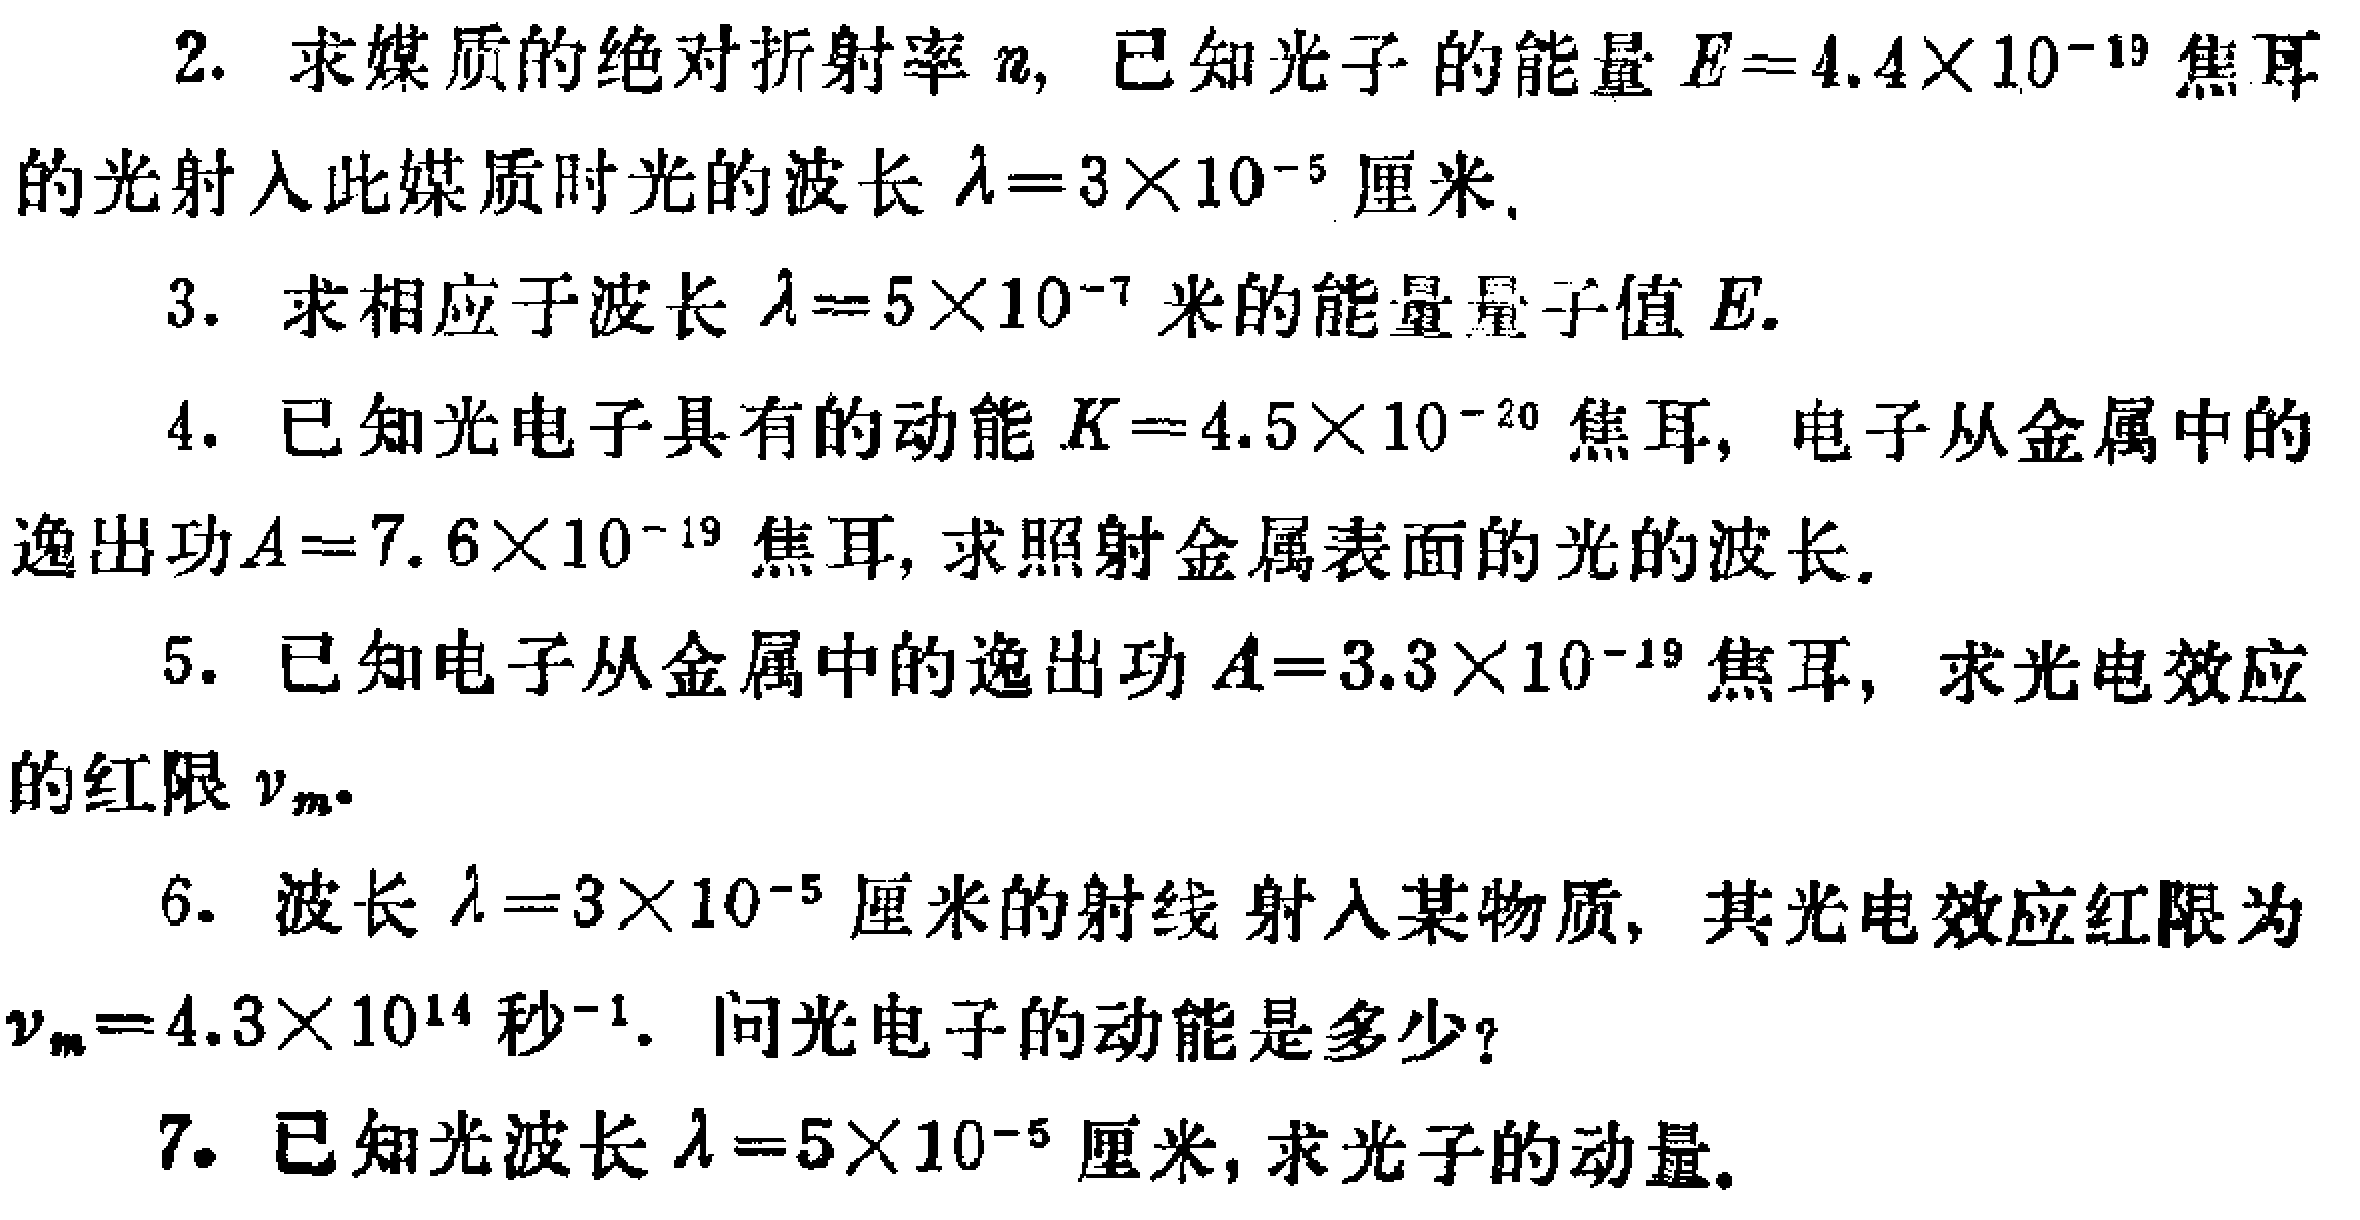 2. 求媒质的绝对折射率 n, 已知光子的能量 E=4.4×10⁻¹⁹ 焦耳
的光射入此媒质时光的波长 λ=3×10⁻⁵ 厘米.
3. 求相应于波长 λ=5×10⁻⁷ 米的能量量子值 E.
4. 已知光电子具有的动能 K=4.5×10⁻²⁰ 焦耳, 电子从金属中的
逸出功A=7.6×10⁻¹⁹ 焦耳, 求照射金属表面的光的波长.
5. 已知电子从金属中的逸出功 A=3.3×10⁻¹⁹ 焦耳, 求光电效应
的红限 νₘ.
6. 波长 λ=3×10⁻⁵ 厘米的射线射入某物质, 其光电效应红限为
νₘ=4.3×10¹⁴ 秒⁻¹. 问光电子的动能是多少?
7. 已知光波长 λ=5×10⁻⁵ 厘米, 求光子的动量.